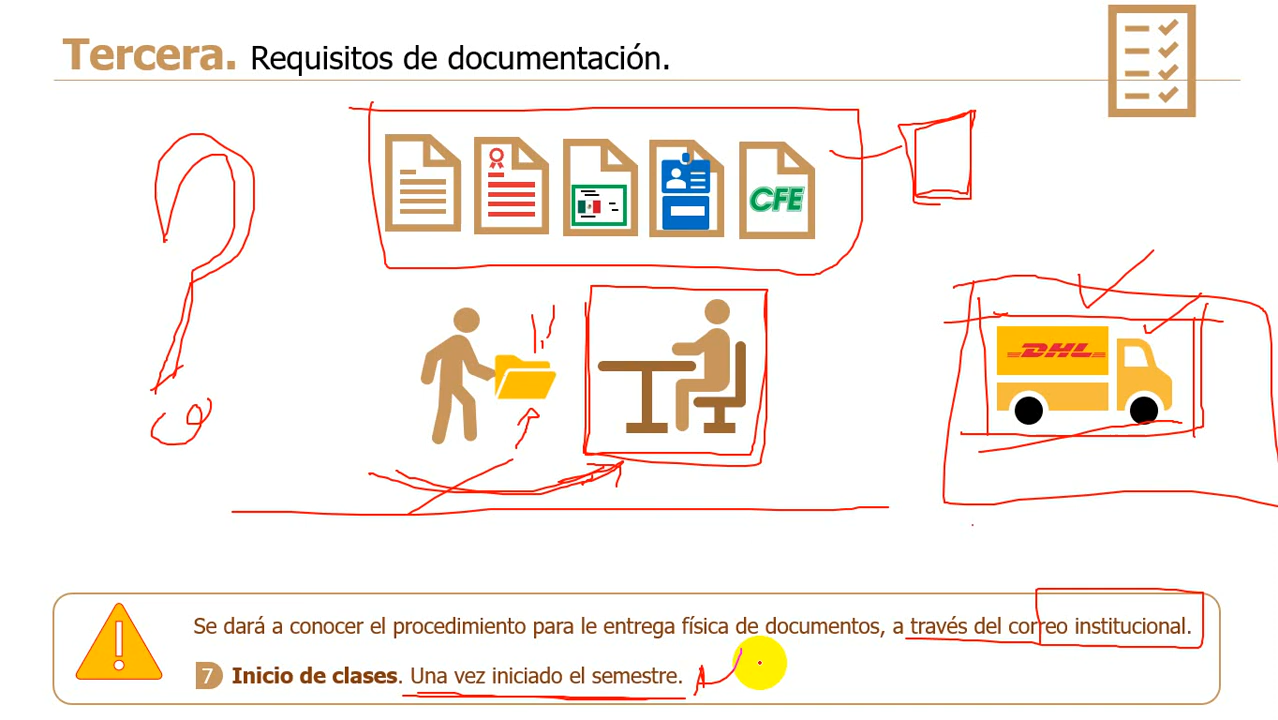 Tercera. Requisitos de documentación.
CFE
DHL
Se dará a conocer el procedimiento para le entrega física de documentos, a través del correo institucional.
7 Inicio de clases. Una vez iniciado el semestre.